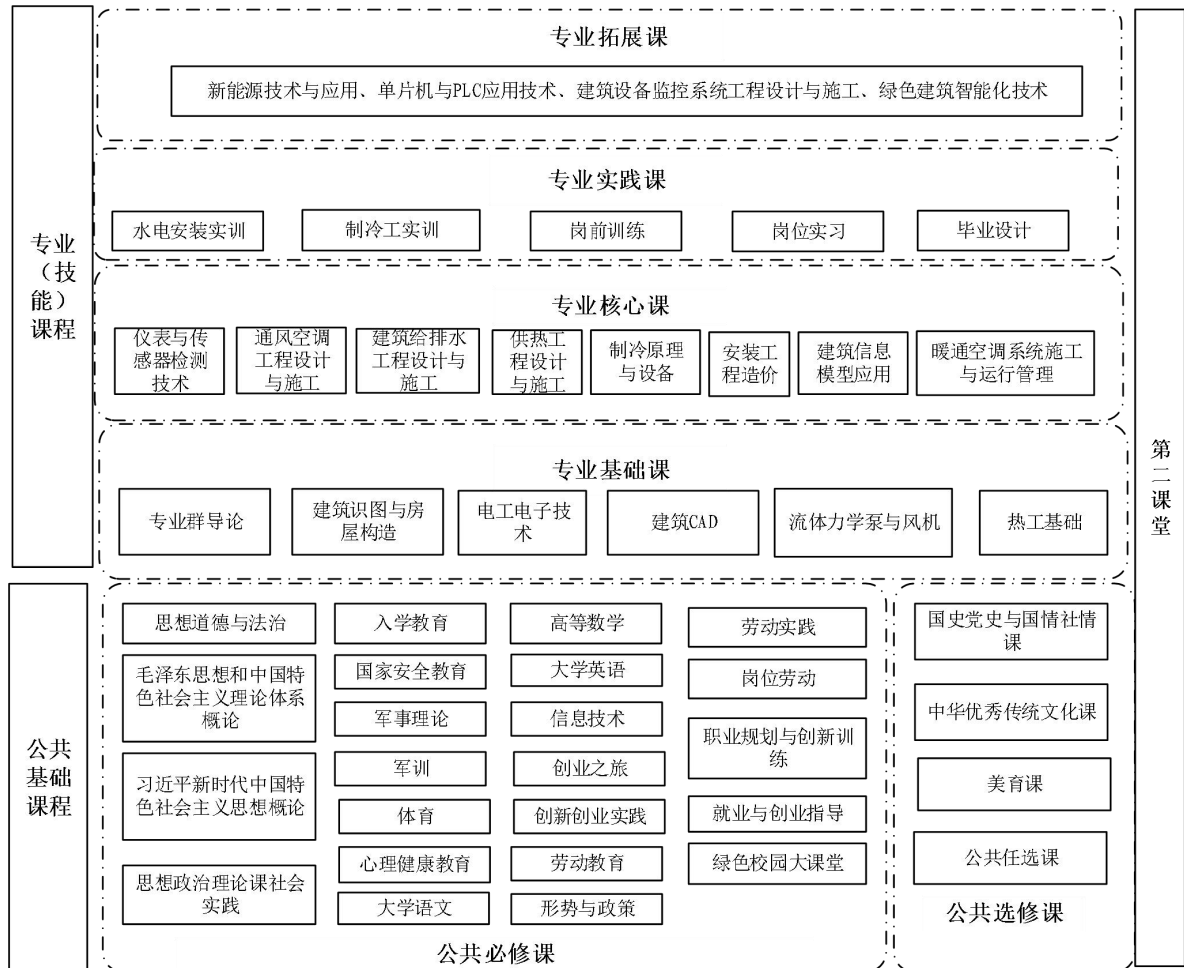 专业拓展课
新能源技术与应用、单片机与PLC应用技术、建筑设备监控系统工程设计与施工、绿色建筑智能化技术
专业实践课
水电安装实训
制冷工实训
岗前训练
岗位实习
毕业设计
专业
（技
能）
课程
专业核心课
仪表与传
感器检测
技术
通风空调
工程设计
与施工
建筑给排水
工程设计与
施工
供热工
程设计
与施工
制冷原理
与设备
安装工
程造价
建筑信息
模型应用
暖通空调系统施工
与运行管理
专业基础课
专业群导论
建筑识图与房
屋构造
电工电子技
术
建筑CAD
流体力学泵与风机
热工基础
第二课堂
公共
基础
课程
思想道德与法治
毛泽东思想和中国特
色社会主义理论体系
概论
习近平新时代中国特
色社会主义思想概论
思想政治理论课社会
实践
入学教育
国家安全教育
军事理论
军训
体育
心理健康教育
大学语文
高等数学
大学英语
信息技术
创业之旅
创新创业实践
劳动教育
形势与政策
劳动实践
岗位劳动
职业规划与创新训
练
就业与创业指导
绿色校园大课堂
公共必修课
国史党史与国情社情
课
中华优秀传统文化课
美育课
公共任选课
公共选修课